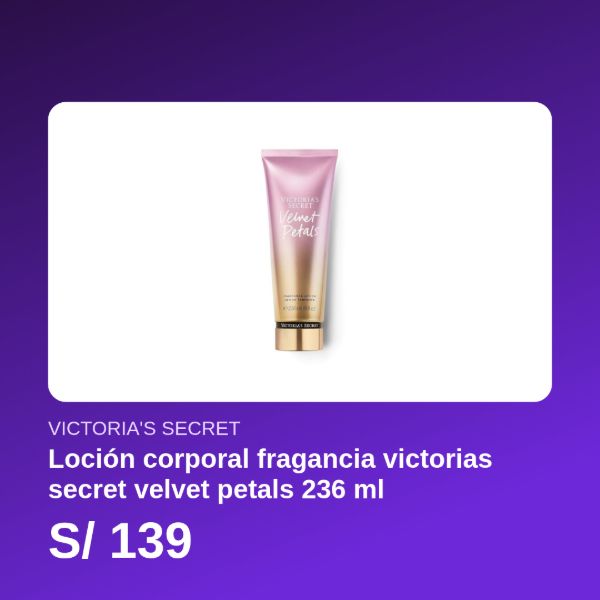 VICTORIA'S
SECRET
Velvet
Petals
VICTORIA'S SECRET
VICTORIA'S SECRET
Loción corporal fragancia victorias
secret velvet petals 236 ml
S/ 139